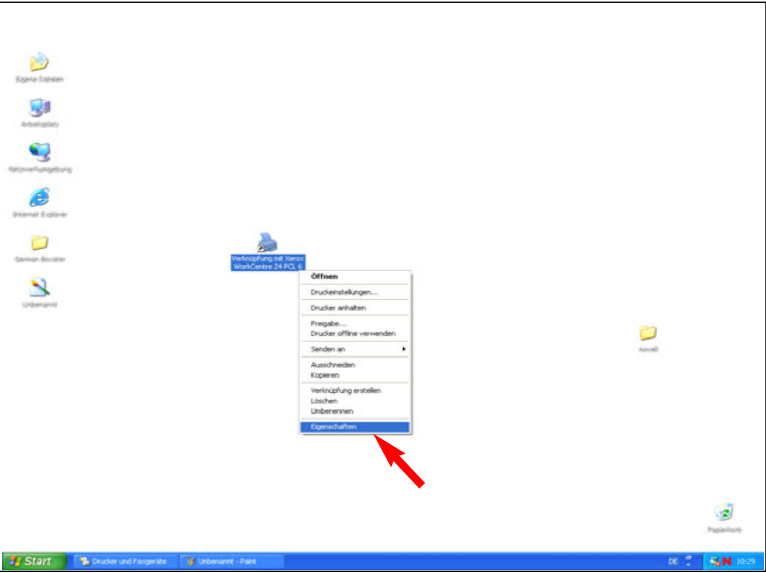 Eigene Dateien
Arbeitsplatz
Netzwerkumgebung
Internet Explorer
German Booster
Unbenannt
Verknüpfung mit Xerox
WorkCentre 24 PCL 6
Öffnen
Druckeinstellungen...
Drucker anhalten
Freigabe...
Drucker offline verwenden
Senden an
Ausschneiden
Kopieren
Verknüpfung erstellen
Löschen
Umbenennen
Eigenschaften
Papierkorb
Start
Drucker und Faxgeräte
Unbenannt - Paint
DE
N
10:29